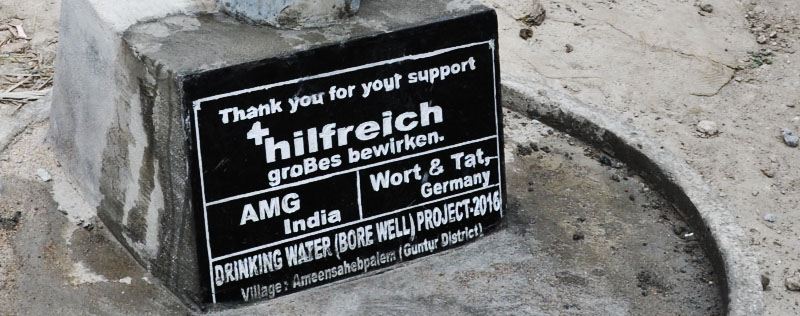 Thank you for your support
hilfreich
großes bewirken.
AMG
India
Wort & Tat,
Germany
DRINKING WATER (BORE WELL) PROJECT-2016
Village : Ameensahebpalem (Guntur District)